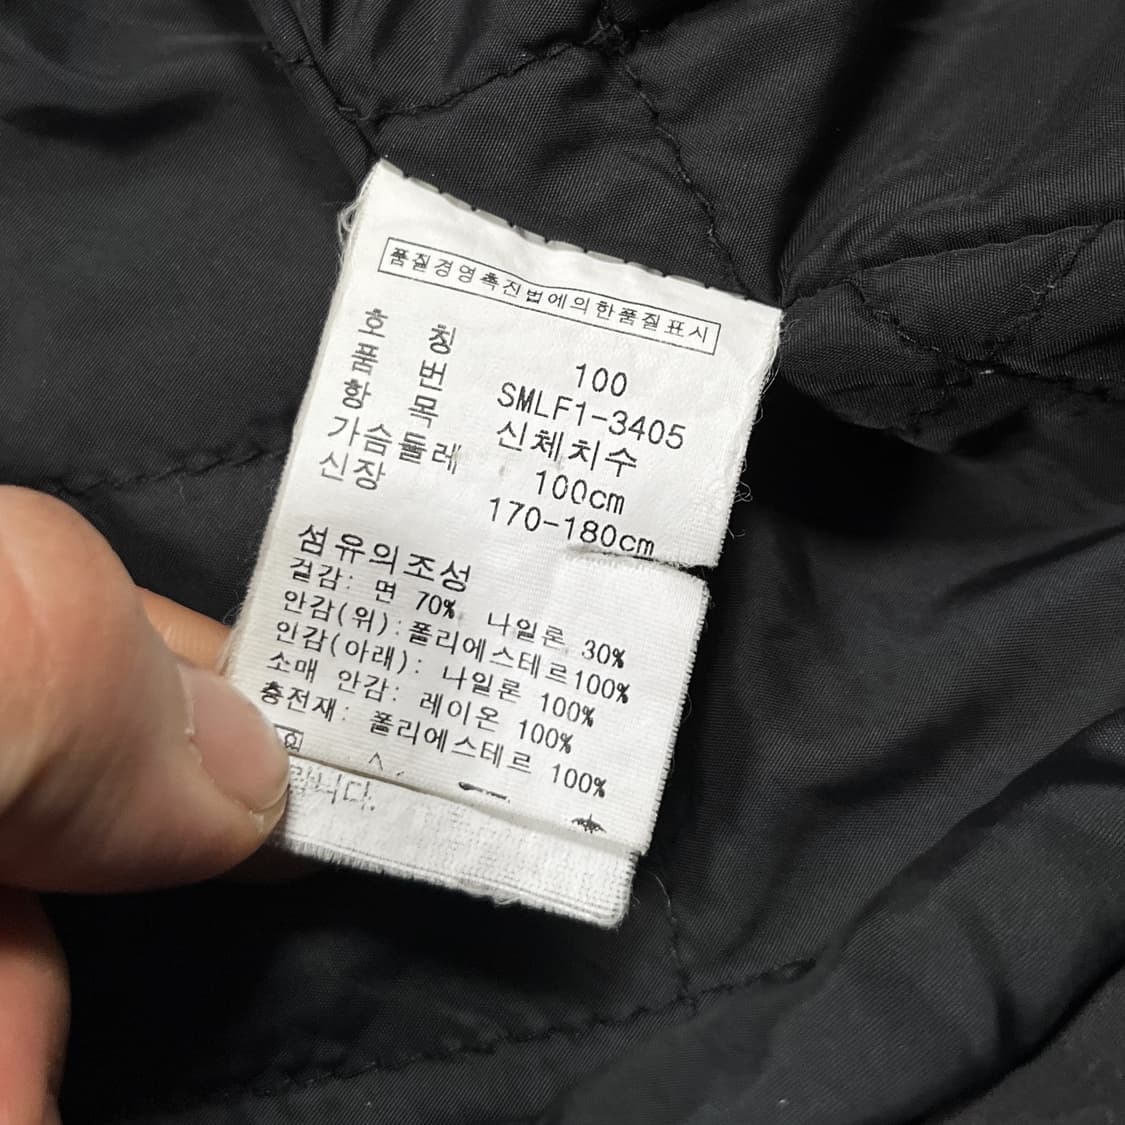 품질경영촉진법에의한품질표시
호 칭 100
품 번 SMLF1-3405
항 목 신체치수
가슴둘레 100cm
신장 170-180cm
섬유의조성
겉감: 면 70% 나일론 30%
안감(위):폴리에스테르100%
안감(아래): 나일론 100%
소매 안감: 레이온 100%
충전재: 폴리에스테르 100%
니다.